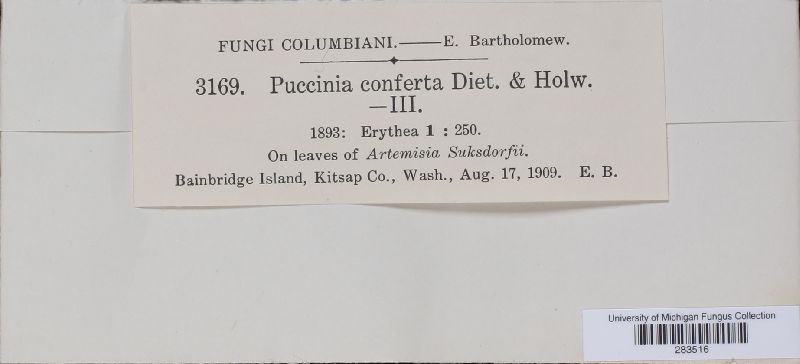 FUNGI COLUMBIANI.——E. Bartholomew.
3169. Puccinia conferta Diet. & Holw.
—III.
1893: Erythea 1 : 250.
On leaves of Artemisia Suksdorfii.
Bainbridge Island, Kitsap Co., Wash., Aug. 17, 1909. E. B.
University of Michigan Fungus Collection
283516